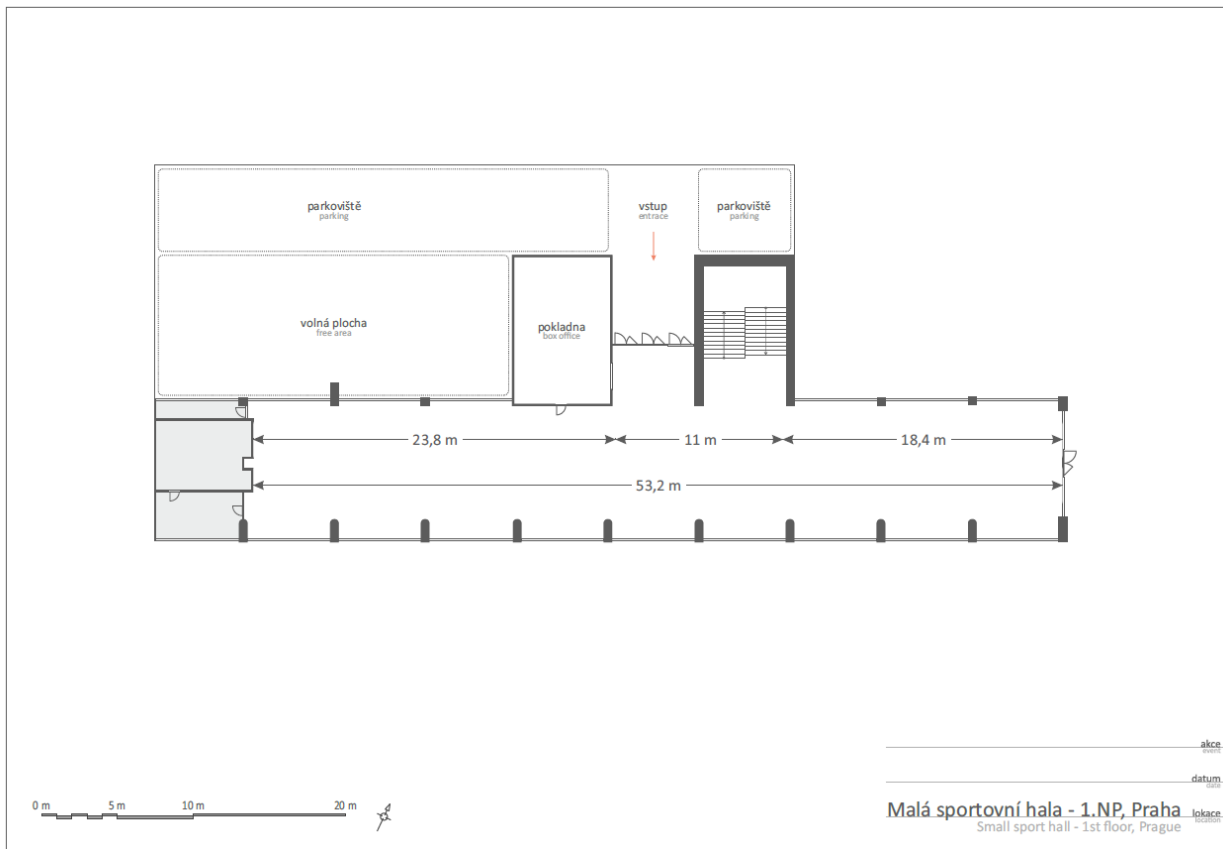 parkoviště
parking
vstup
entrace
parkoviště
parking
volná plocha
free area
pokladna
box office
23,8 m
11 m
18,4 m
53,2 m
akce
event
datum
date
0 m
5 m
10 m
20 m
Malá sportovní hala - 1.NP, Praha
lokace
location
Small sport hall - 1st floor, Prague